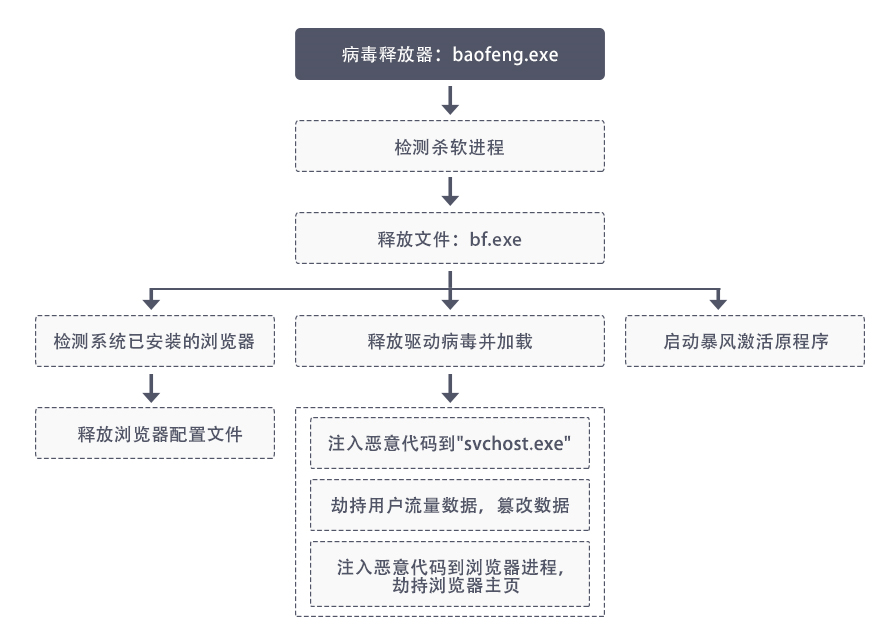 病毒释放器：baofeng.exe
检测杀软进程
释放文件：bf.exe
检测系统已安装的浏览器
释放驱动病毒并加载
启动暴风激活原程序
释放浏览器配置文件
注入恶意代码到"svchost.exe"
劫持用户流量数据，篡改数据
注入恶意代码到浏览器进程，
劫持浏览器主页